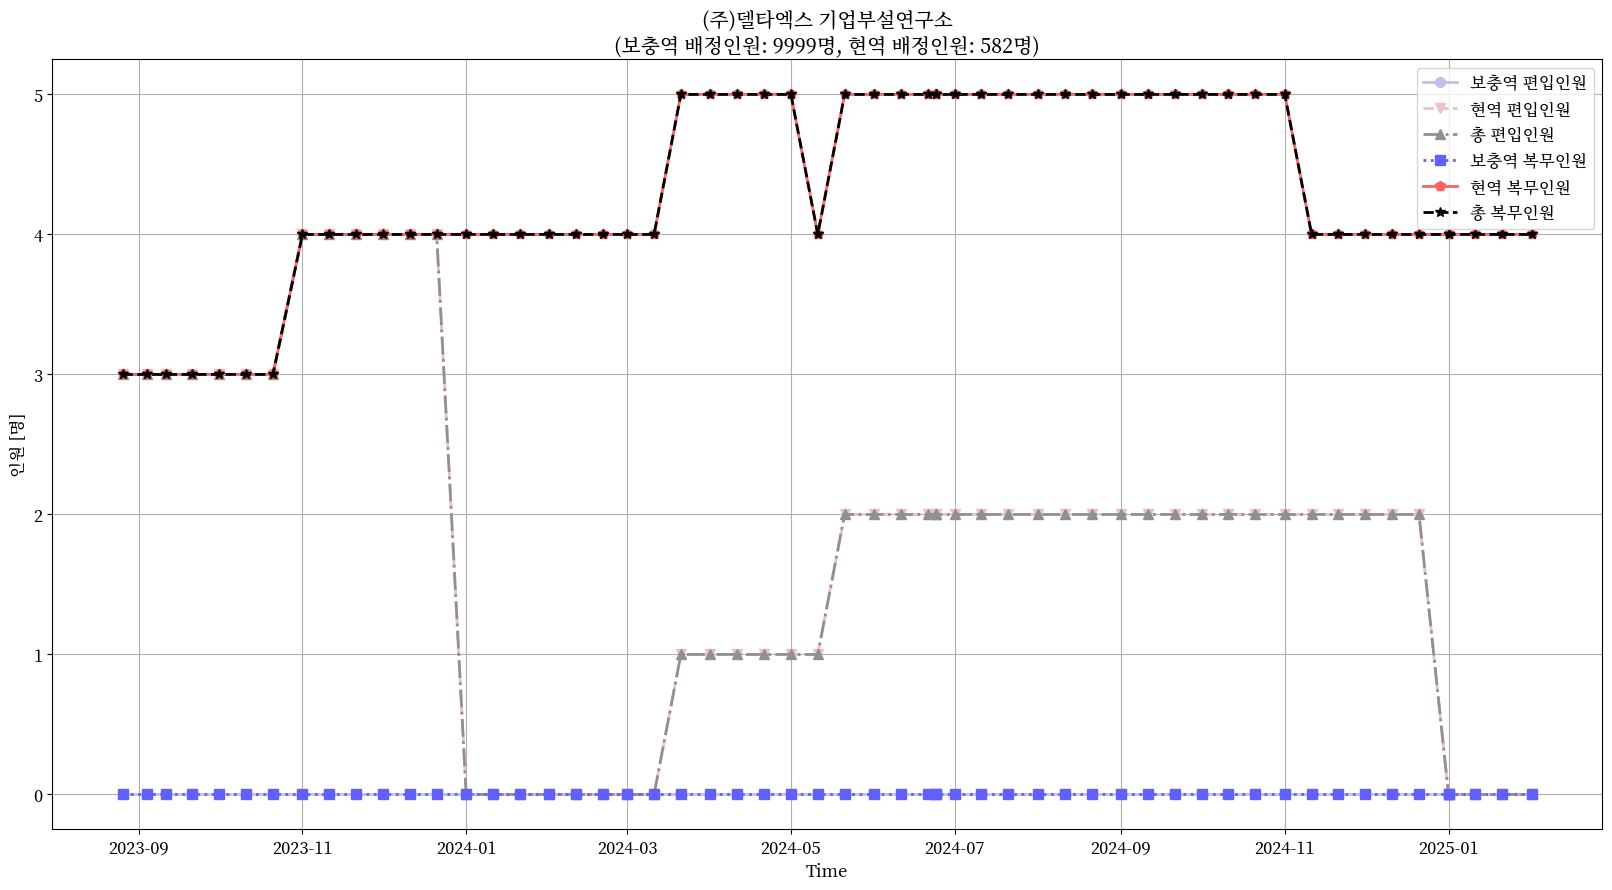 (주)델타엑스 기업부설연구소
(보충역 배정인원: 9999명, 현역 배정인원: 582명)
보충역 편입인원
현역 편입인원
총 편입인원
보충역 복무인원
현역 복무인원
총 복무인원
인원 [명]
5
4
3
2
1
0
2023-09
2023-11
2024-01
2024-03
2024-05
2024-07
2024-09
2024-11
2025-01
Time